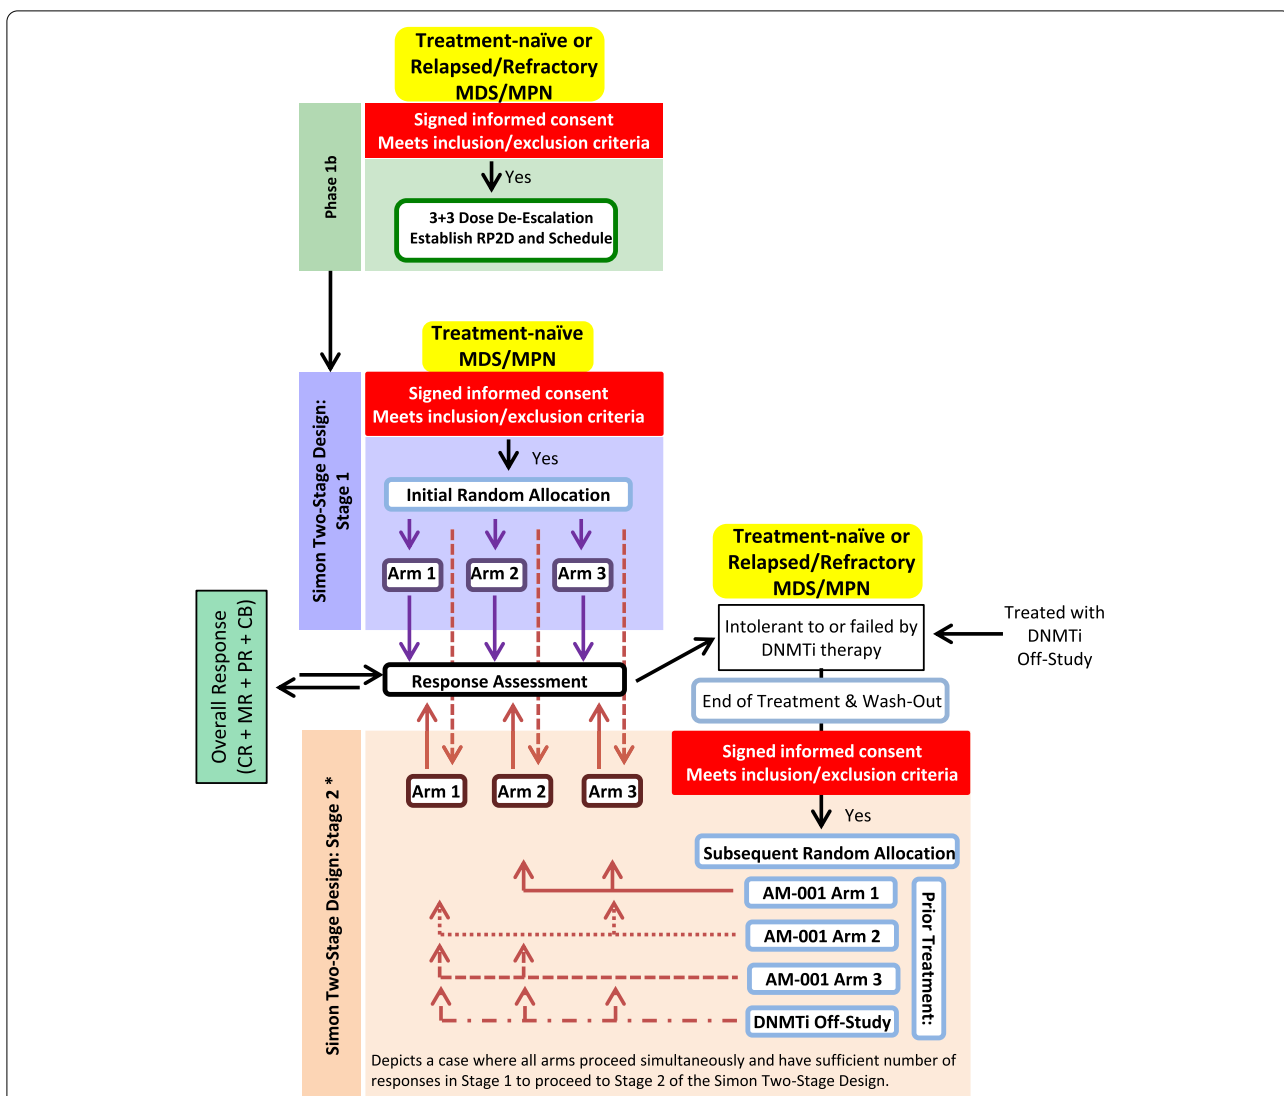 Treatment-naïve or
Relapsed/Refractory
MDS/MPN
Signed informed consent
Meets inclusion/exclusion criteria
Phase 1b
Yes
3+3 Dose De-Escalation
Establish RP2D and Schedule
Treatment-naïve
MDS/MPN
Signed informed consent
Meets inclusion/exclusion criteria
Simon Two-Stage Design:
Stage 1
Yes
Initial Random Allocation
Arm 1
Arm 2
Arm 3
Treatment-naïve or
Relapsed/Refractory
MDS/MPN
Intolerant to or failed by
DNMTi therapy
Treated with
DNMTi
Off-Study
Overall Response
(CR + MR + PR + CB)
Response Assessment
End of Treatment & Wash-Out
Signed informed consent
Meets inclusion/exclusion criteria
Simon Two-Stage Design: Stage 2 *
Arm 1
Arm 2
Arm 3
Yes
Subsequent Random Allocation
AM-001 Arm 1
AM-001 Arm 2
AM-001 Arm 3
DNMTi Off-Study
Prior Treatment:
Depicts a case where all arms proceed simultaneously and have sufficient number of
responses in Stage 1 to proceed to Stage 2 of the Simon Two-Stage Design.